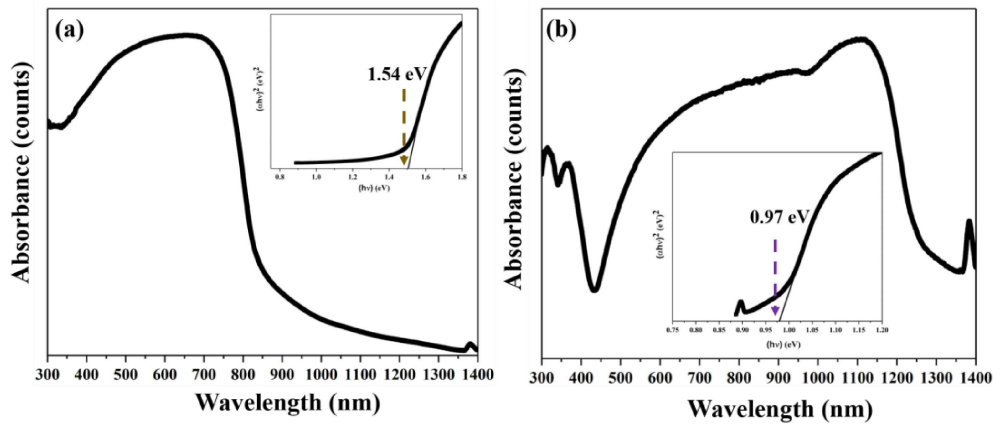 (a)
Absorbance (counts)
{αhν}² (eV)²
1.54 eV
0.8 1.0 1.2 1.4 1.6 1.8
{hν} (eV)
300 400 500 600 700 800 900 1000 1100 1200 1300 1400
Wavelength (nm)
(b)
Absorbance (counts)
{αhν}² (eV)²
0.97 eV
0.75 0.80 0.85 0.90 0.95 1.00 1.05 1.10 1.15 1.20
{hν} (eV)
300 400 500 600 700 800 900 1000 1100 1200 1300 1400
Wavelength (nm)